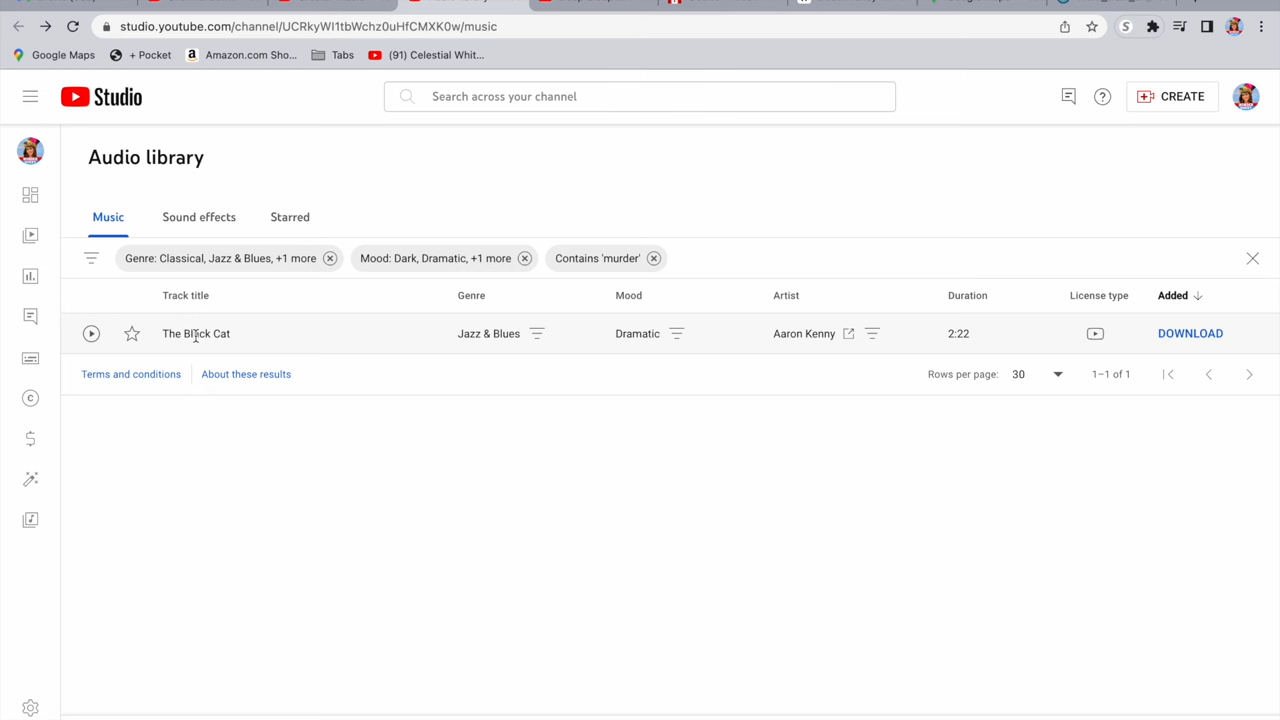 studio.youtube.com/channel/UCRkyWI1tbWchz0uHfCMXK0w/music
Google Maps + Pocket Amazon.com Sho... Tabs (91) Celestial Whit...
Studio Search across your channel CREATE
Audio library
Music Sound effects Starred
Genre: Classical, Jazz & Blues, +1 more Mood: Dark, Dramatic, +1 more Contains 'murder'
Track title Genre Mood Artist Duration License type Added
The Black Cat Jazz & Blues Dramatic Aaron Kenny 2:22 DOWNLOAD
Terms and conditions About these results Rows per page: 30 1–1 of 1